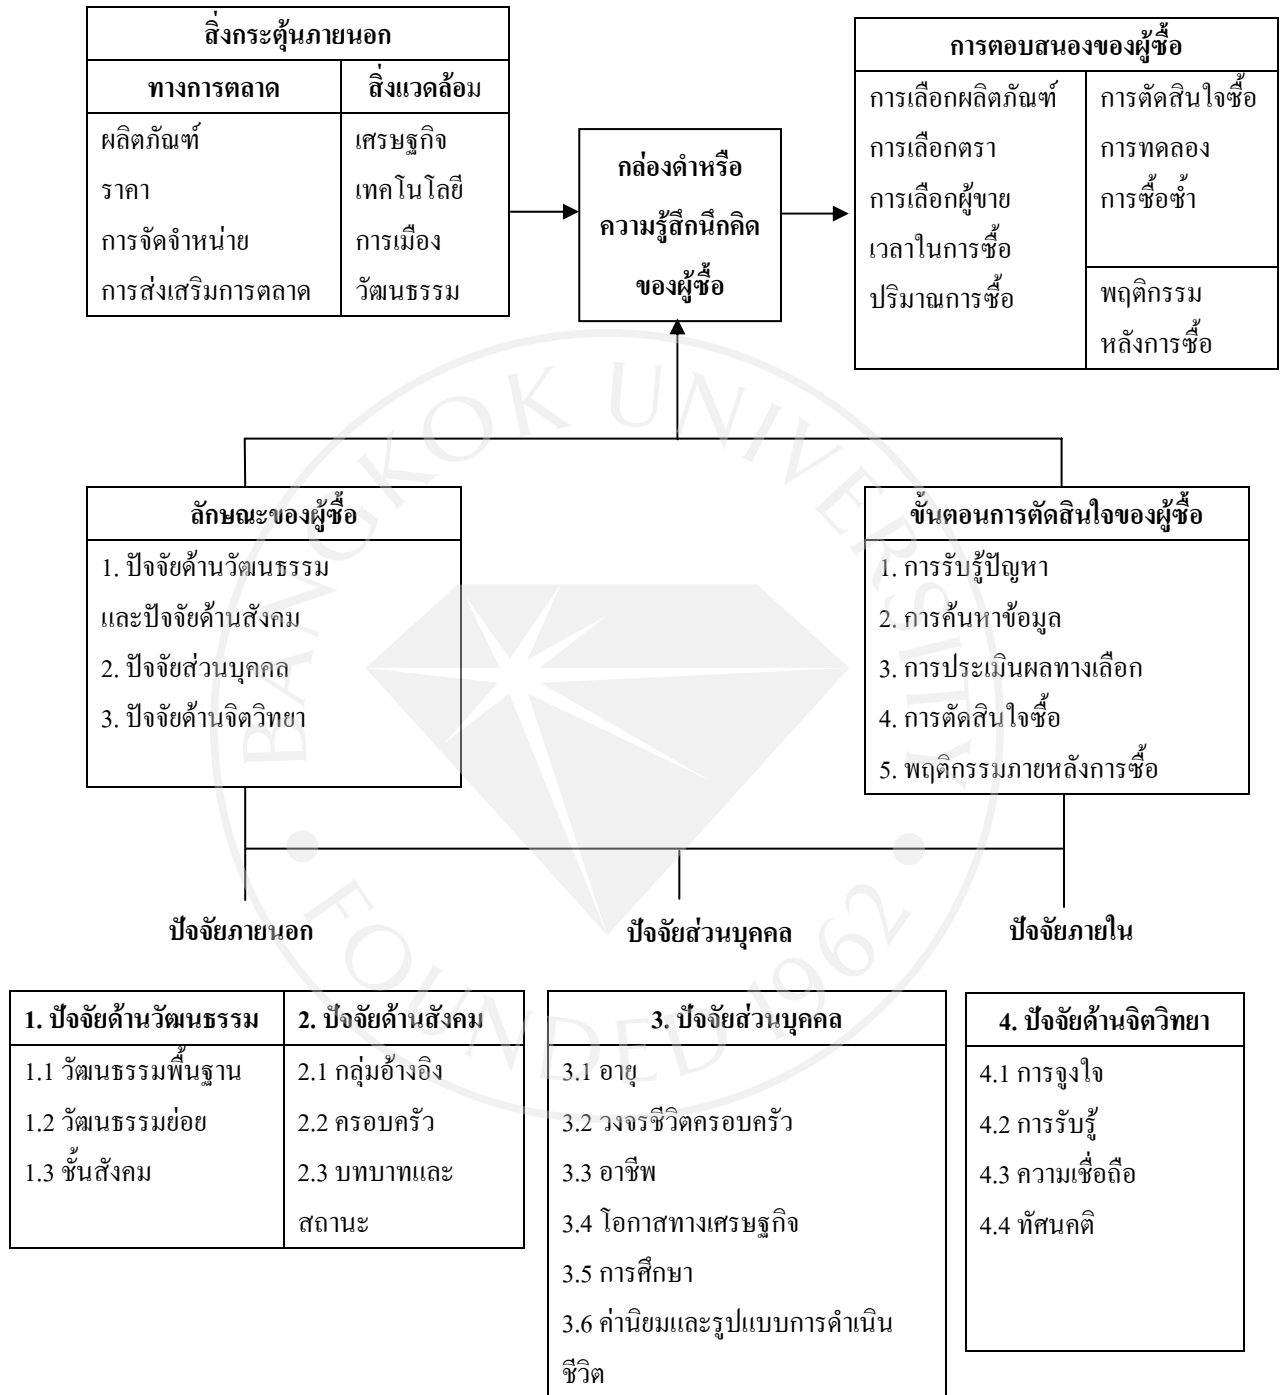 สิ่งกระตุ้นภายนอก
ทางการตลาด
สิ่งแวดล้อม
ผลิตภัณฑ์
ราคา
การจัดจำหน่าย
การส่งเสริมการตลาด
เศรษฐกิจ
เทคโนโลยี
การเมือง
วัฒนธรรม
กล่องดำหรือ
ความรู้สึกนึกคิด
ของผู้ซื้อ
การตอบสนองของผู้ซื้อ
การเลือกผลิตภัณฑ์
การเลือกตรา
การเลือกผู้ขาย
เวลาในการซื้อ
ปริมาณการซื้อ
การตัดสินใจซื้อ
การทดลอง
การซื้อซ้ำ
พฤติกรรม
หลังการซื้อ
ลักษณะของผู้ซื้อ
1. ปัจจัยด้านวัฒนธรรม
และปัจจัยด้านสังคม
2. ปัจจัยส่วนบุคคล
3. ปัจจัยด้านจิตวิทยา
ขั้นตอนการตัดสินใจของผู้ซื้อ
1. การรับรู้ปัญหา
2. การค้นหาข้อมูล
3. การประเมินผลทางเลือก
4. การตัดสินใจซื้อ
5. พฤติกรรมภายหลังการซื้อ
ปัจจัยภายนอก
ปัจจัยส่วนบุคคล
ปัจจัยภายใน
1. ปัจจัยด้านวัฒนธรรม
1.1 วัฒนธรรมพื้นฐาน
1.2 วัฒนธรรมย่อย
1.3 ชั้นสังคม
2. ปัจจัยด้านสังคม
2.1 กลุ่มอ้างอิง
2.2 ครอบครัว
2.3 บทบาทและ
สถานะ
3. ปัจจัยส่วนบุคคล
3.1 อายุ
3.2 วงจรชีวิตครอบครัว
3.3 อาชีพ
3.4 โอกาสทางเศรษฐกิจ
3.5 การศึกษา
3.6 ค่านิยมและรูปแบบการดำเนิน
ชีวิต
4. ปัจจัยด้านจิตวิทยา
4.1 การจูงใจ
4.2 การรับรู้
4.3 ความเชื่อถือ
4.4 ทัศนคติ
BANGKOK UNIVERSITY
FOUNDED 1962